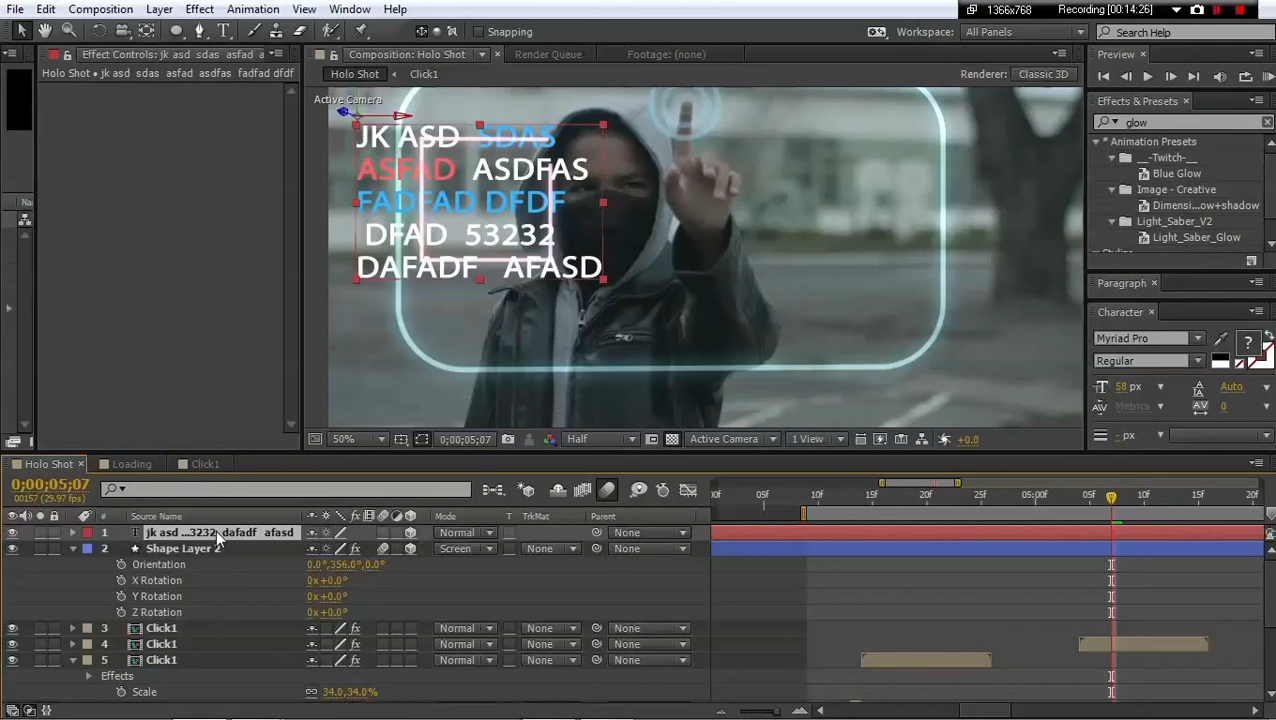 File Edit Composition Layer Effect Animation View Window Help
1366x768 Recording [00:14:26]
Snapping Workspace: All Panels Search Help
Effect Controls: jk asd sdas asfad a
Composition: Holo Shot Render Queue Footage: (none)
Preview
Holo Shot • jk asd sdas asfad asdfas fadfad dfdf
Holo Shot Click1 Renderer: Classic 3D
Active Camera
Effects & Presets
glow
JK ASD SDAS
ASFAD ASDFAS
FADFAD DFDF
DFAD 53232
DAFADF AFASD
Animation Presets
__-Twitch-__
Blue Glow
Image - Creative
Dimens...ow+shadow
Light_Saber_V2
Light_Saber_Glow
Paragraph
Character
Myriad Pro
Regular
58 px Auto
Metrics 0
- px
50% 0;00;05;07 Half Active Camera 1 View +0.0
Holo Shot Loading Click1
0;00;05;07
00157 (29.97 fps)
:00f 05f 10f 15f 20f 25f 05:00f 05f 10f 15f 20f
# Source Name Mode T TrkMat Parent
1 T jk asd ...3232 dafadf afasd Normal None
2 Shape Layer 2 Screen None None
Orientation 0.0°,356.0°,0.0°
X Rotation 0x+0.0°
Y Rotation 0x+0.0°
Z Rotation 0x+0.0°
3 Click1 Normal None None
4 Click1 Normal None None
5 Click1 Normal None None
Effects
Scale 34.0,34.0%